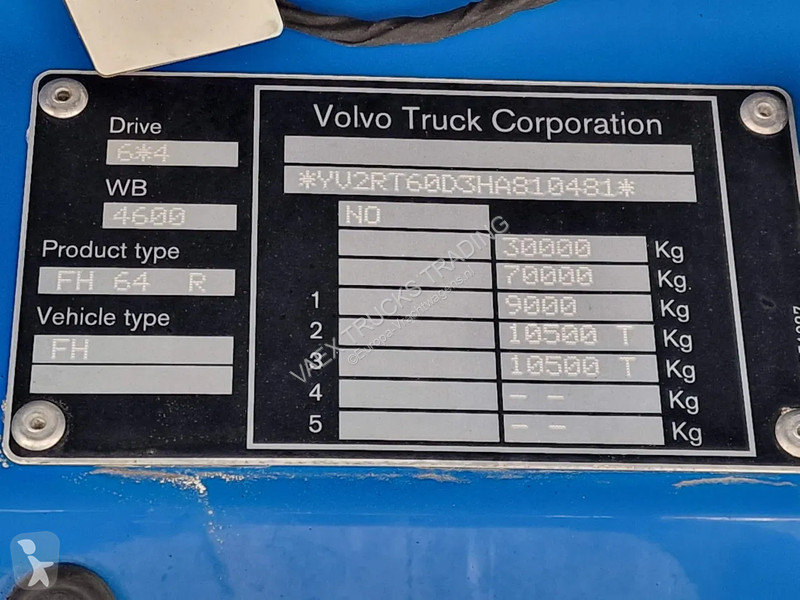 Drive
6*4
WB
4600
Product type
FH 64 R
Vehicle type
FH
Volvo Truck Corporation
*YV2RT60D3HA810481*
NO
30000 Kg
70000 Kg
1 9000 Kg
2 10500 T Kg
3 10500 T Kg
4 - - Kg
5 - - Kg
VAEX TRUCKS TRADING